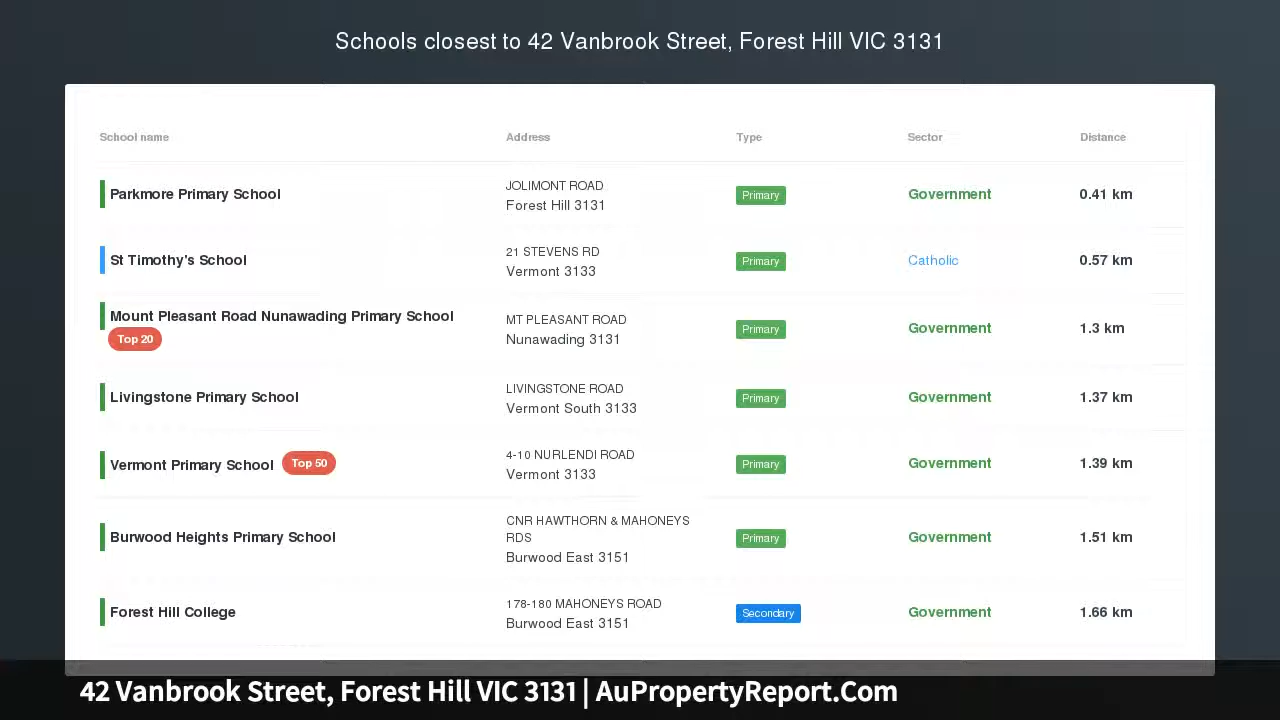 Schools closest to 42 Vanbrook Street, Forest Hill VIC 3131
School name Address Type Sector Distance
Parkmore Primary School JOLIMONT ROAD Forest Hill 3131 Primary Government 0.41 km
St Timothy's School 21 STEVENS RD Vermont 3133 Primary Catholic 0.57 km
Mount Pleasant Road Nunawading Primary School Top 20 MT PLEASANT ROAD Nunawading 3131 Primary Government 1.3 km
Livingstone Primary School LIVINGSTONE ROAD Vermont South 3133 Primary Government 1.37 km
Vermont Primary School Top 50 4-10 NURLENDI ROAD Vermont 3133 Primary Government 1.39 km
Burwood Heights Primary School CNR HAWTHORN & MAHONEYS RDS Burwood East 3151 Primary Government 1.51 km
Forest Hill College 178-180 MAHONEYS ROAD Burwood East 3151 Secondary Government 1.66 km
42 Vanbrook Street, Forest Hill VIC 3131 | AuPropertyReport.Com